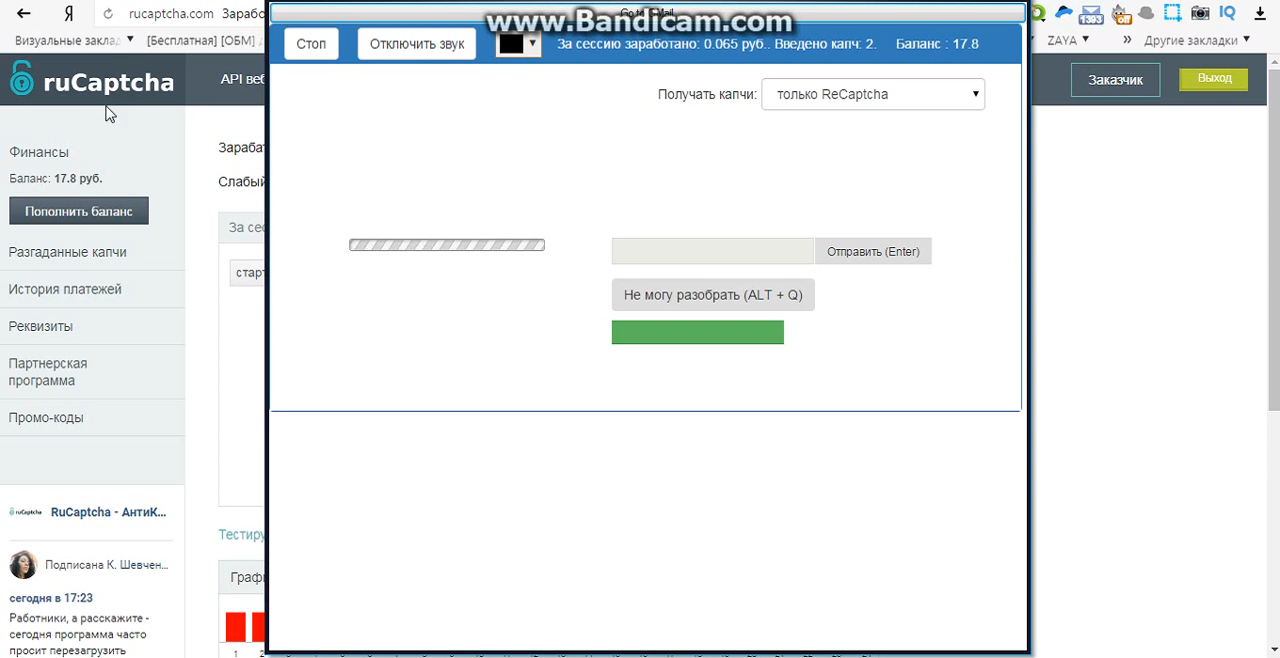 www.Bandicam.com
rucaptcha.com Зарабо
Визуальные заклад
[Бесплатная] [ОБМ]
ZAYA
»
Другие закладки
Стоп
Отключить звук
За сессию заработано: 0.065 руб.. Введено капч: 2.
Баланс : 17.8
ruCaptcha
API веб
Заказчик
Выход
Получать капчи:
только ReCaptcha
Финансы
Баланс: 17.8 руб.
Пополнить баланс
Разгаданные капчи
История платежей
Реквизиты
Партнерская
программа
Промо-коды
Зарабат
Слабый
За сес
старт
Отправить (Enter)
Не могу разобрать (ALT + Q)
Тестиру
Графи
RuCaptcha - АнтиК...
Подписана К. Шевчен...
сегодня в 17:23
Работники, а расскажите -
сегодня программа часто
просит перезагрузить